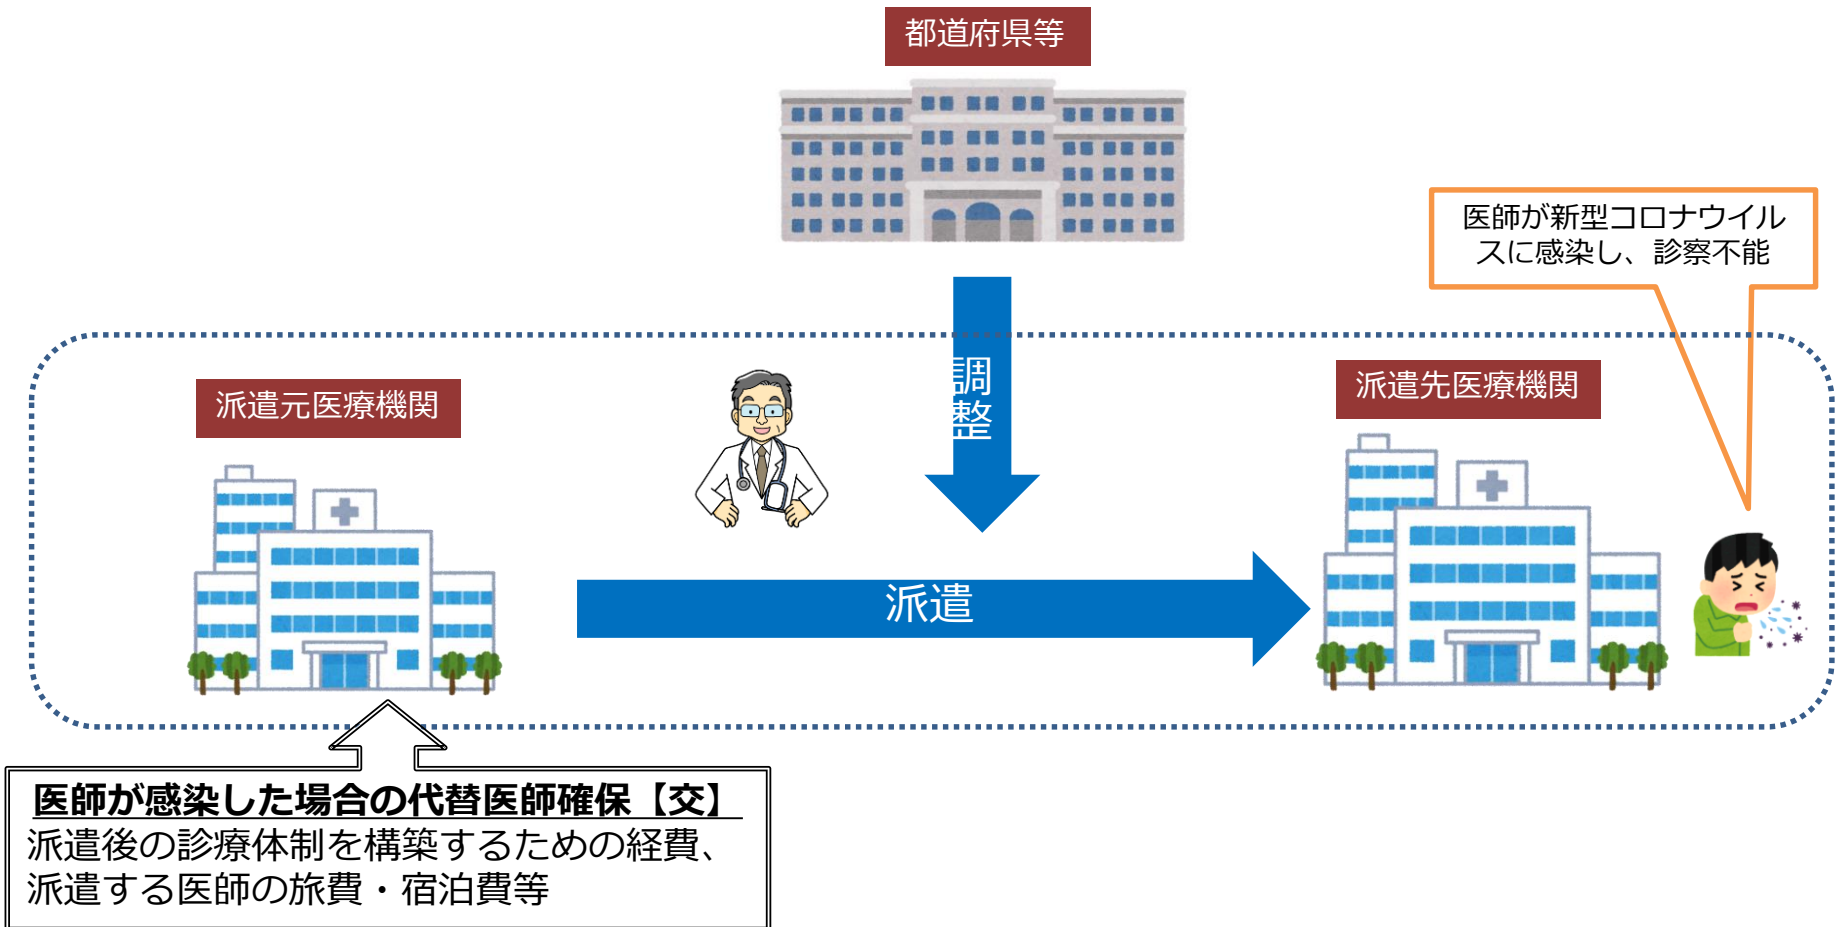 都道府県等
医師が新型コロナウイル
スに感染し、診察不能
調整
派遣元医療機関
派遣先医療機関
派遣
医師が感染した場合の代替医師確保【交】
派遣後の診療体制を構築するための経費、
派遣する医師の旅費・宿泊費等